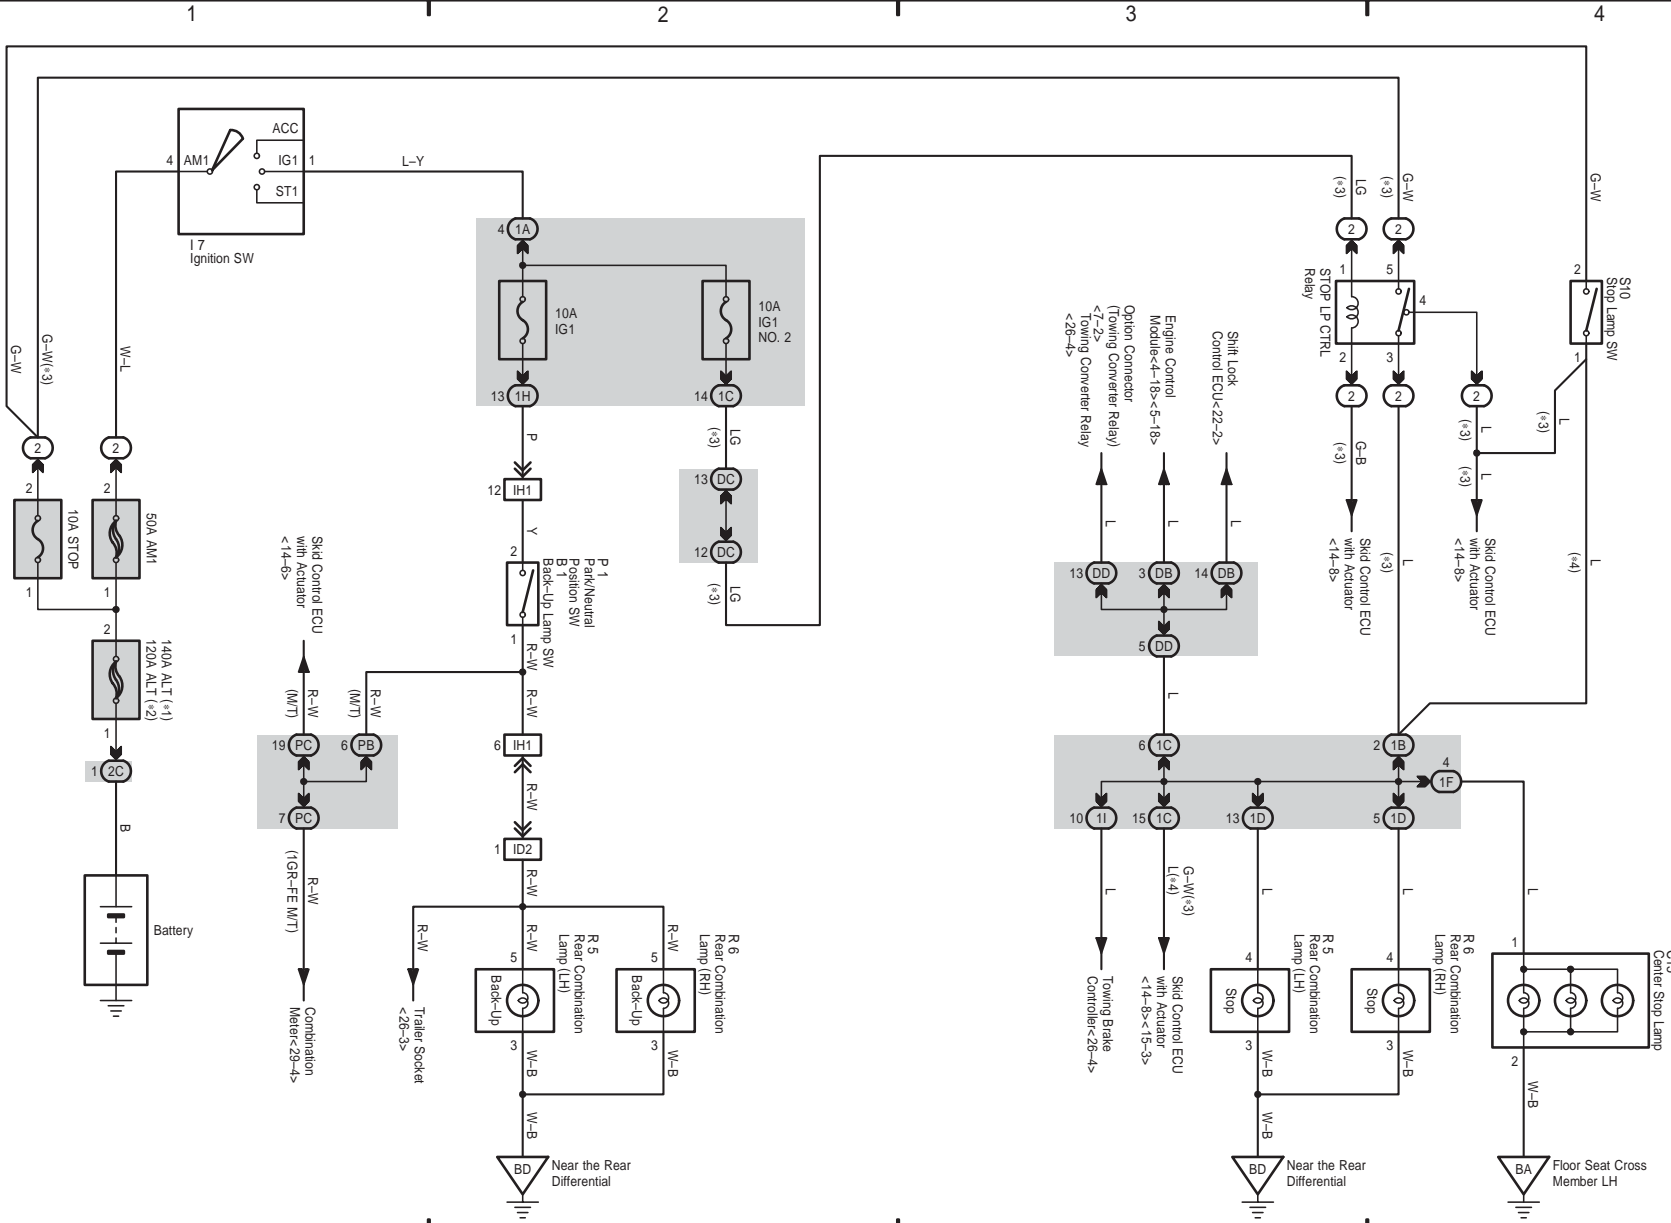 1
2
3
4
ACC
4
AM1
IG1
1
ST1
I 7
Ignition SW
L–Y
W–L
G–W(*3)
G–W
2
2
2
2
10A STOP
50A AM1
1
1
2
140A ALT (*1)
120A ALT (*2)
1
1
2C
B
Battery
4
1A
10A
IG1
10A
IG1
NO. 2
13
1H
14
1C
P
LG
(*3)
12
IH1
13
DC
Y
12
DC
LG
(*3)
2
P 1
Park/Neutral
Position SW
B 1
Back–Up Lamp SW
1
R–W
Skid Control ECU
with Actuator
<14–6>
R–W
(M/T)
R–W
(M/T)
R–W
19
PC
6
PB
6
IH1
7
PC
R–W
1
ID2
R–W
(1GR–FE M/T)
R–W
Combination
Meter<29–4>
R–W
R–W
R–W
Trailer Socket
<26–3>
5
5
Back–Up
Back–Up
R 5
Rear Combination
Lamp (LH)
R 6
Rear Combination
Lamp (RH)
3
3
W–B
W–B
W–B
BD
Near the Rear
Differential
LG
(*3)
G–W
(*3)
G–W
2
2
1
5
4
STOP LP CTRL
Relay
2
3
2
S10
Stop Lamp SW
1
2
2
2
G–B
(*3)
L
(*3)
L
(*3)
L
(*3)
Skid Control ECU
with Actuator
<14–8>
Skid Control ECU
with Actuator
<14–8>
L
(*3)
L
(*4)
Shift Lock
Control ECU<22–2>
Engine Control
Module<4–18><5–18>
Option Connector
(Towing Converter Relay)
<7–2>
Towing Converter Relay
<26–4>
L
L
L
13
DD
3
DB
14
DB
5
DD
L
6
1C
2
1B
4
1F
10
1I
15
1C
13
1D
5
1D
L
G–W(*3)
L(*4)
L
L
L
Towing Brake
Controller<26–4>
Skid Control ECU
with Actuator
<14–8><15–3>
4
Stop
R 5
Rear Combination
Lamp (LH)
3
4
Stop
R 6
Rear Combination
Lamp (RH)
3
1
Center Stop Lamp
2
W–B
W–B
W–B
W–B
BD
Near the Rear
Differential
BA
Floor Seat Cross
Member LH